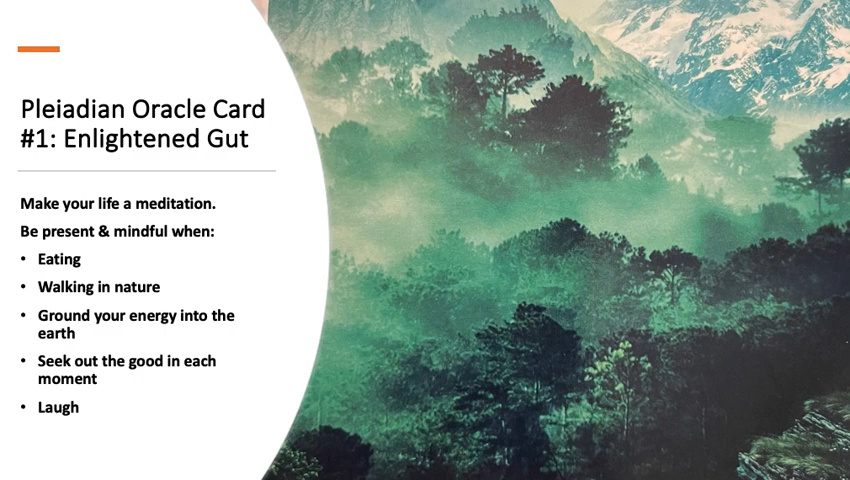 Pleiadian Oracle Card
#1: Enlightened Gut
Make your life a meditation.
Be present & mindful when:
• Eating
• Walking in nature
• Ground your energy into the
earth
• Seek out the good in each
moment
• Laugh